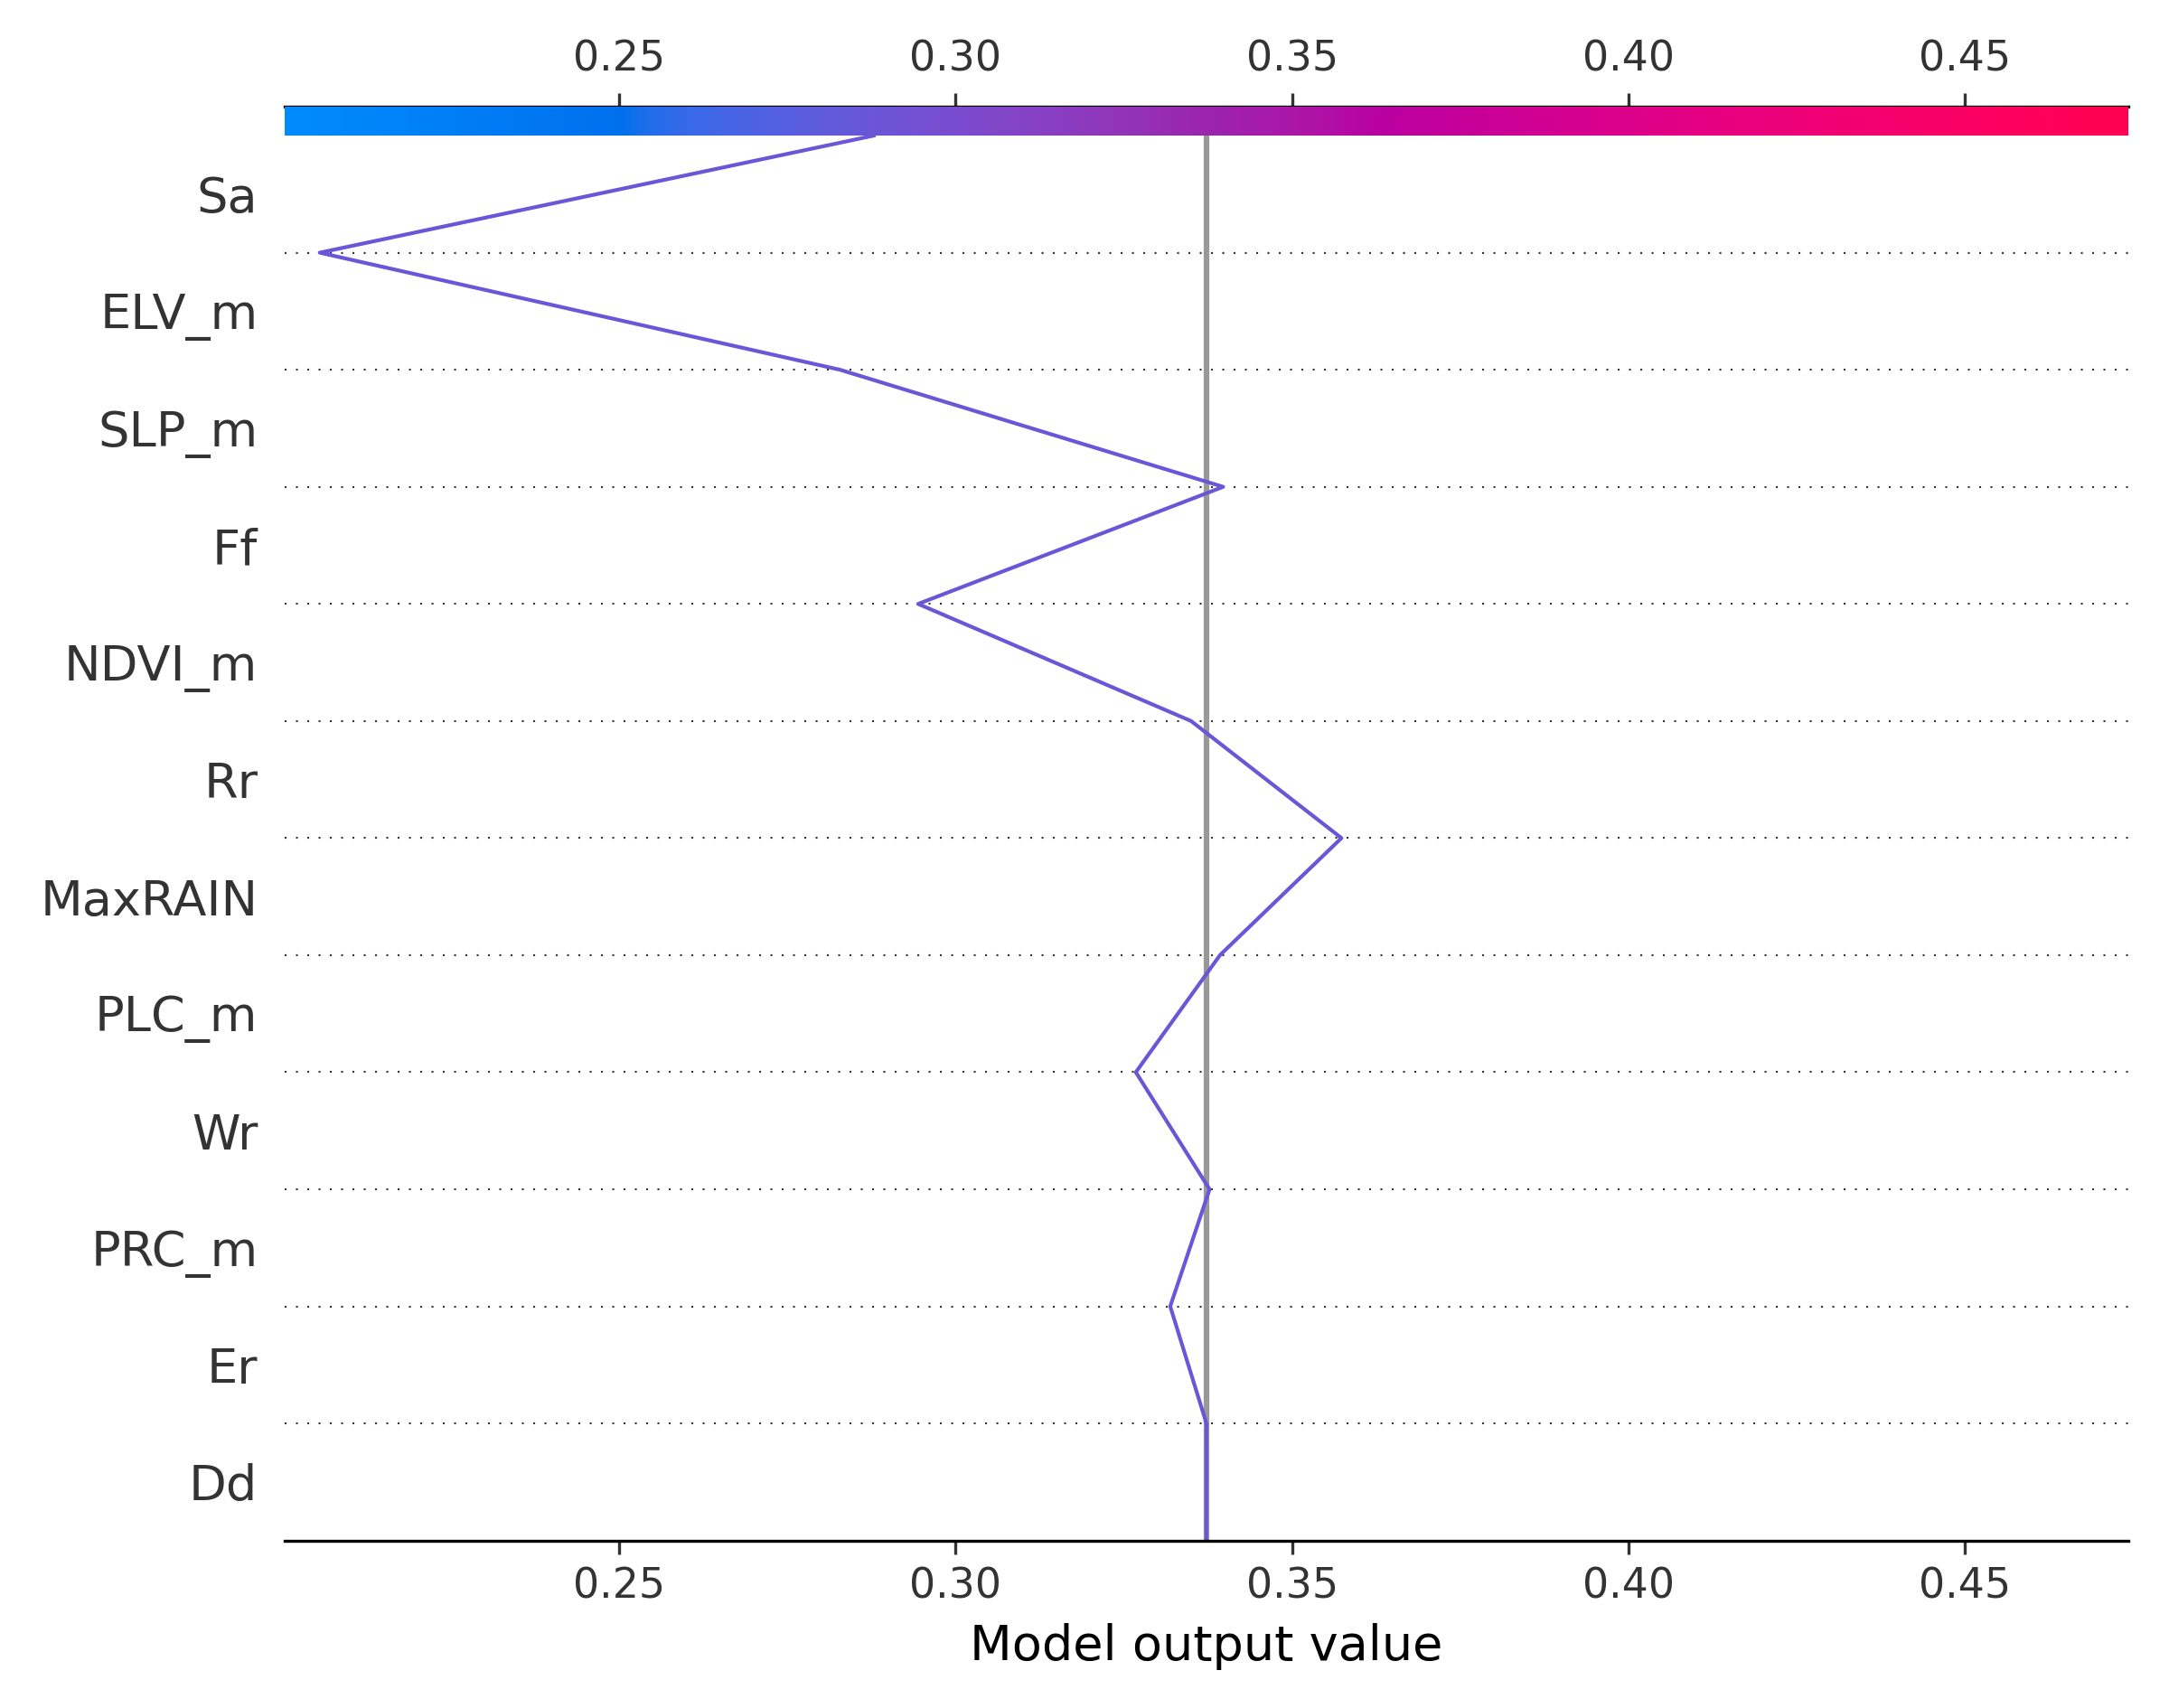 0.25 0.30 0.35 0.40 0.45
Sa
ELV_m
SLP_m
Ff
NDVI_m
Rr
MaxRAIN
PLC_m
Wr
PRC_m
Er
Dd
0.25 0.30 0.35 0.40 0.45
Model output value